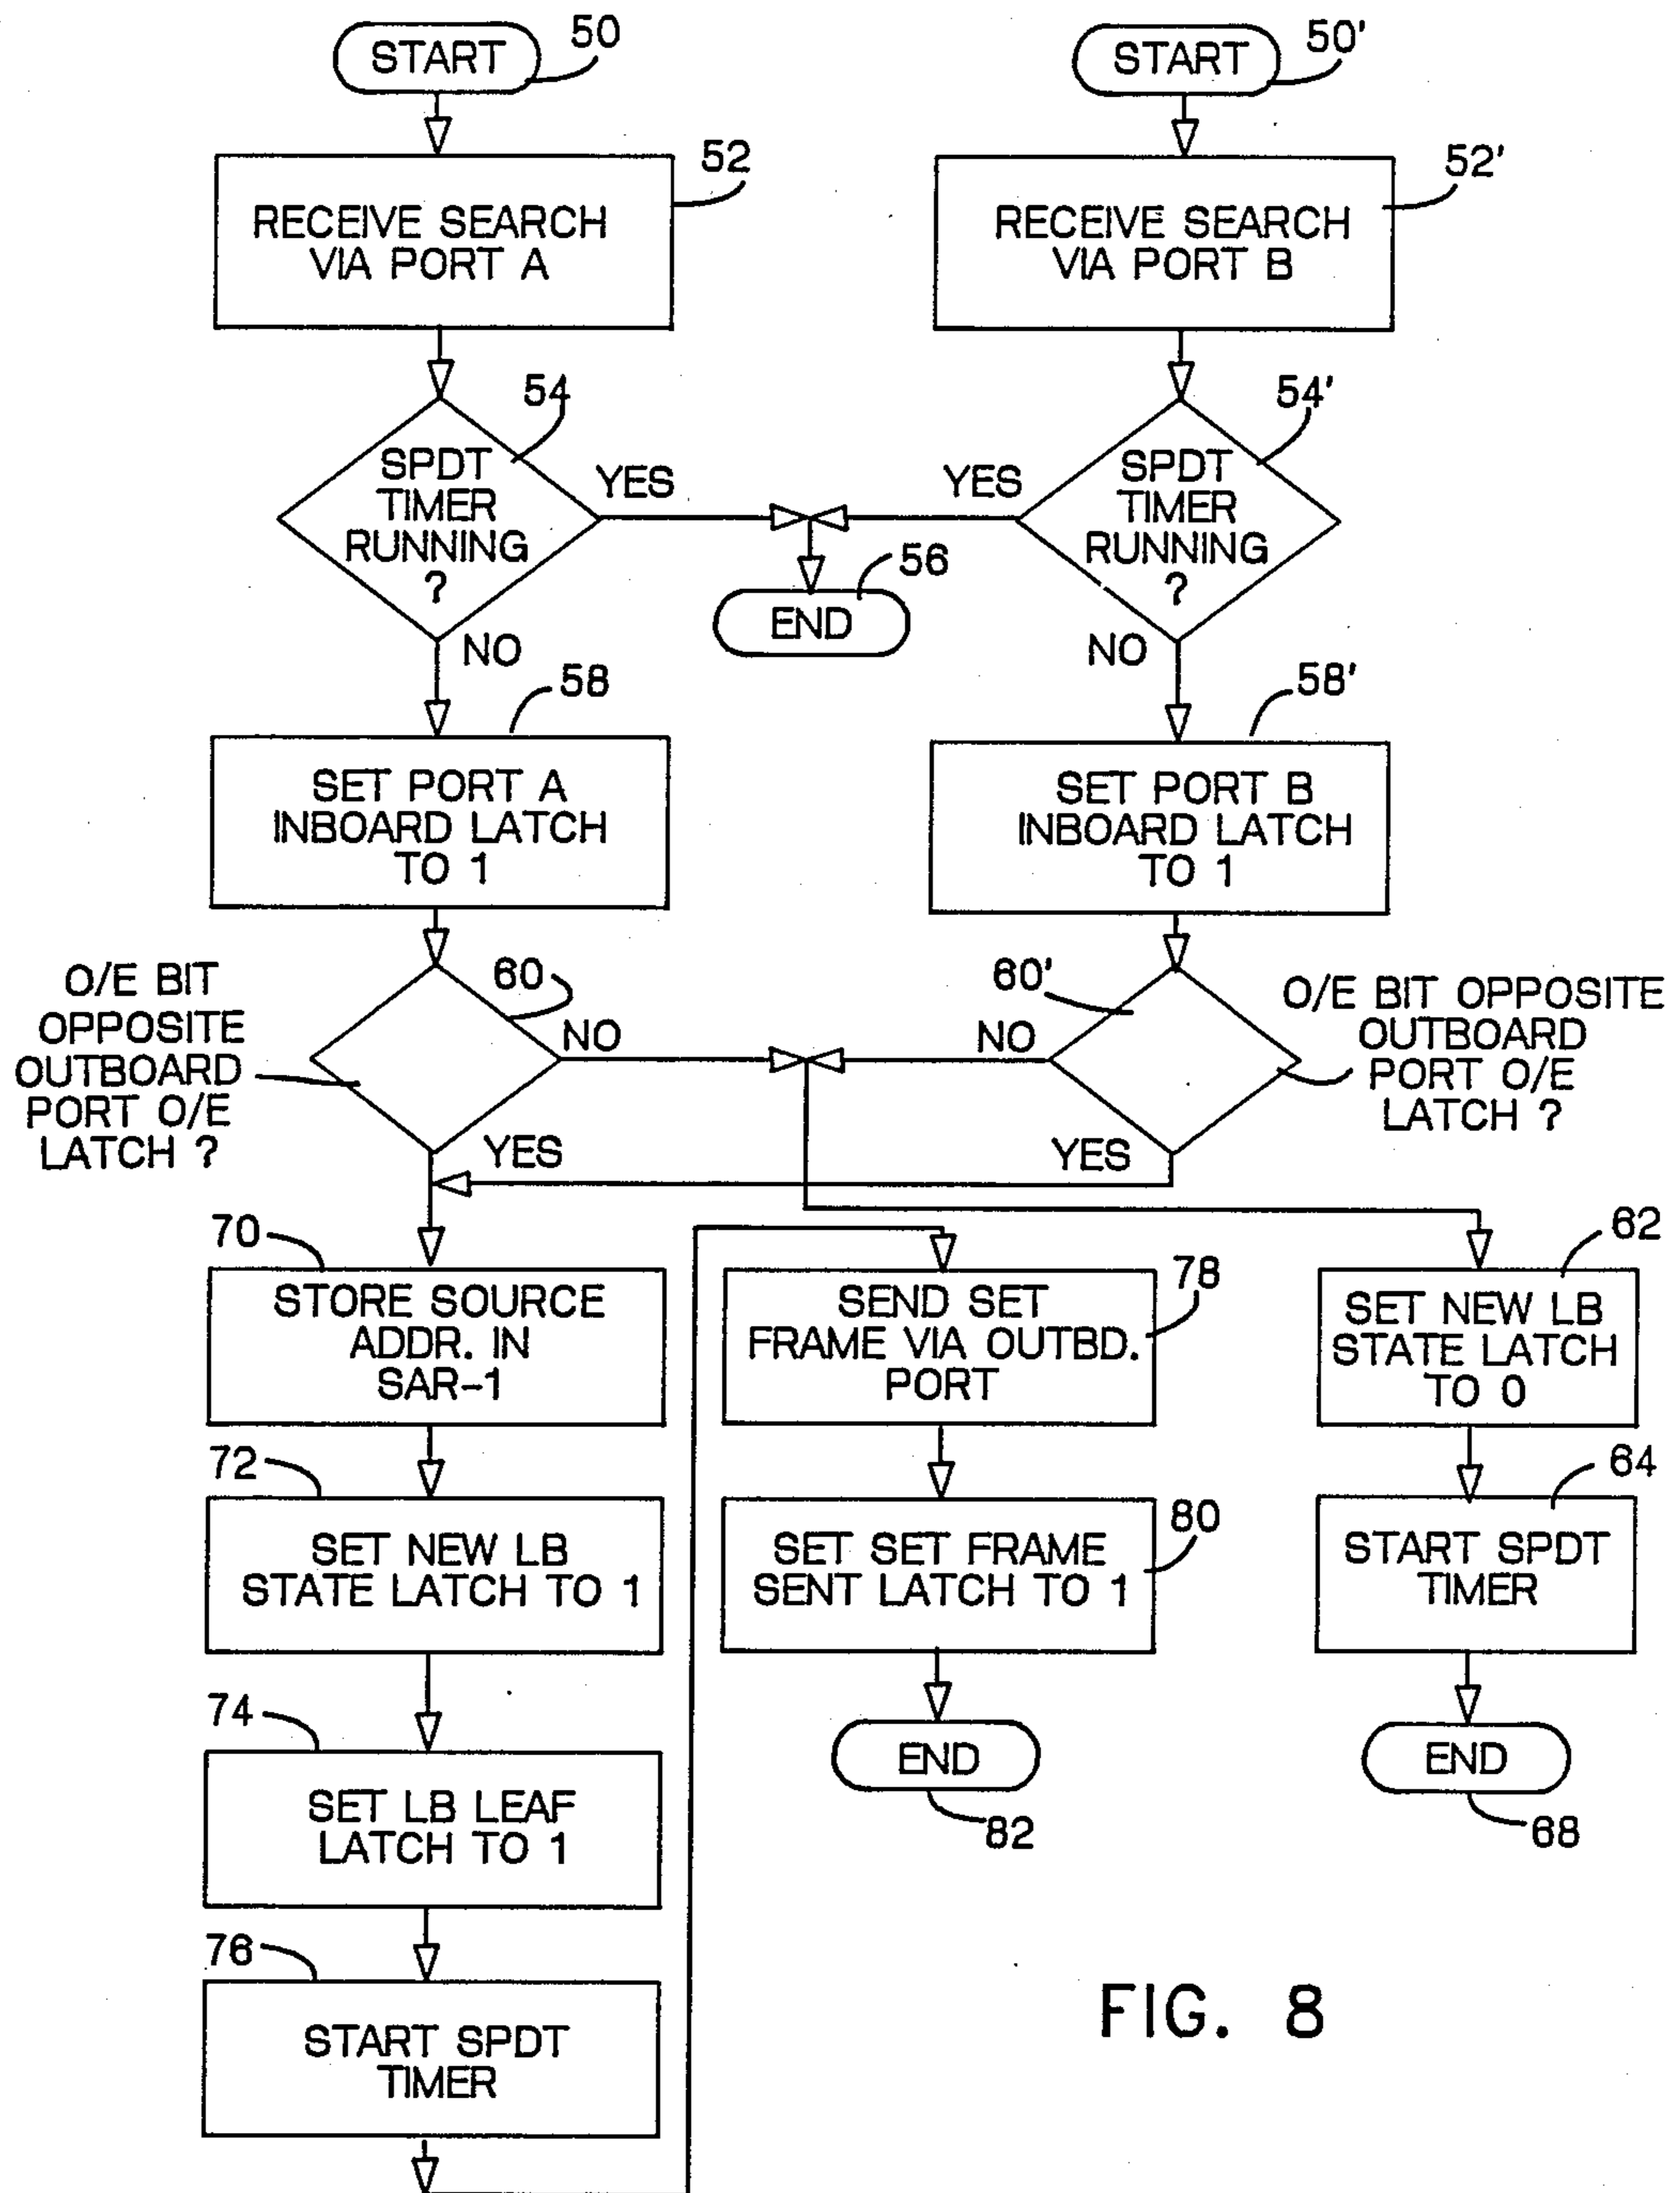 START
50
START
50'
RECEIVE SEARCH
VIA PORT A
52
RECEIVE SEARCH
VIA PORT B
52'
SPDT
TIMER
RUNNING
?
54
YES
SPDT
TIMER
RUNNING
?
54'
YES
END
56
NO
NO
SET PORT A
INBOARD LATCH
TO 1
58
SET PORT B
INBOARD LATCH
TO 1
58'
O/E BIT
OPPOSITE
OUTBOARD
PORT O/E
LATCH ?
60
NO
YES
60'
NO
YES
O/E BIT OPPOSITE
OUTBOARD
PORT O/E
LATCH ?
70
STORE SOURCE
ADDR. IN
SAR-1
78
SEND SET
FRAME VIA OUTBD.
PORT
62
SET NEW LB
STATE LATCH
TO 0
72
SET NEW LB
STATE LATCH TO 1
80
SET SET FRAME
SENT LATCH TO 1
64
START SPDT
TIMER
74
SET LB LEAF
LATCH TO 1
END
82
END
68
76
START SPDT
TIMER
FIG. 8